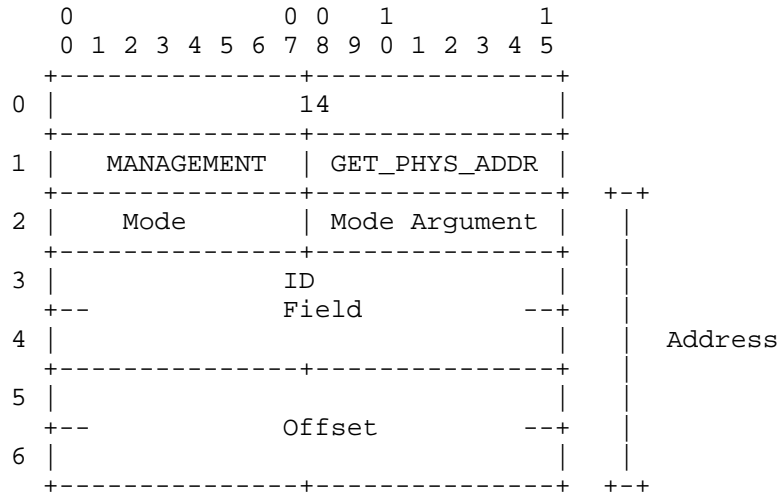 0 0 0 1 1
0 1 2 3 4 5 6 7 8 9 0 1 2 3 4 5
+---------------+---------------+
0 | 14 |
+---------------+---------------+
1 | MANAGEMENT | GET_PHYS_ADDR |
+---------------+---------------+ +-+
2 | Mode | Mode Argument | |
+---------------+---------------+ |
3 | ID | |
+-- Field --+ |
4 | | | Address
+---------------+---------------+ |
5 | | |
+-- Offset --+ |
6 | | |
+---------------+---------------+ +-+